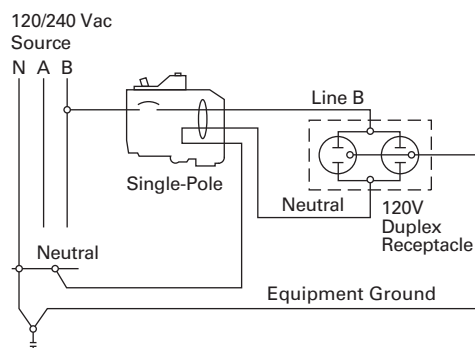 120/240 Vac
Source
N A B
Line B
Single-Pole
Neutral
120V
Duplex
Receptacle
Neutral
Equipment Ground